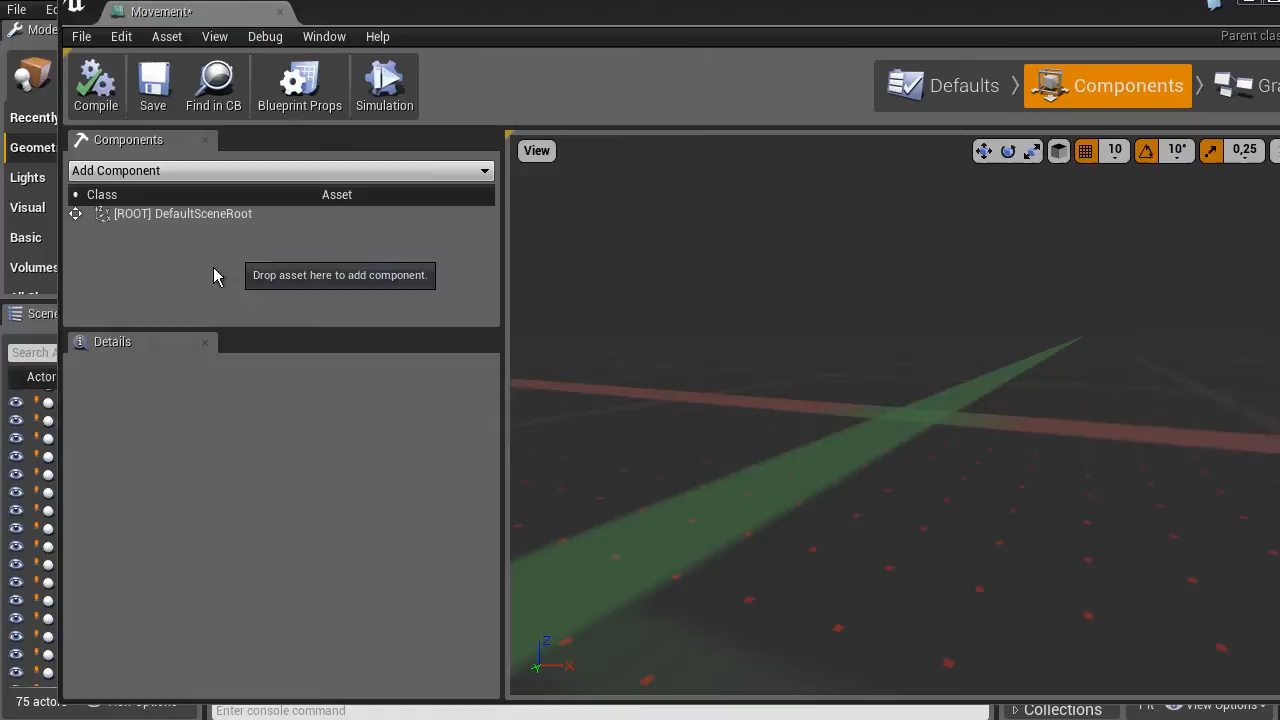 File
Movement*
File Edit Asset View Debug Window Help
Parent clas
Mode
Compile Save Find in CB Blueprint Props Simulation
Defaults Components Gra
Recently
Geomet
Lights
Visual
Basic
Volumes
Components
Add Component
Class Asset
[ROOT] DefaultSceneRoot
Drop asset here to add component.
View
10 10° 0,25
Scene
Search A
Actor
Details
Z
X
75 actors
View Options
Enter console command
Collections
View Options